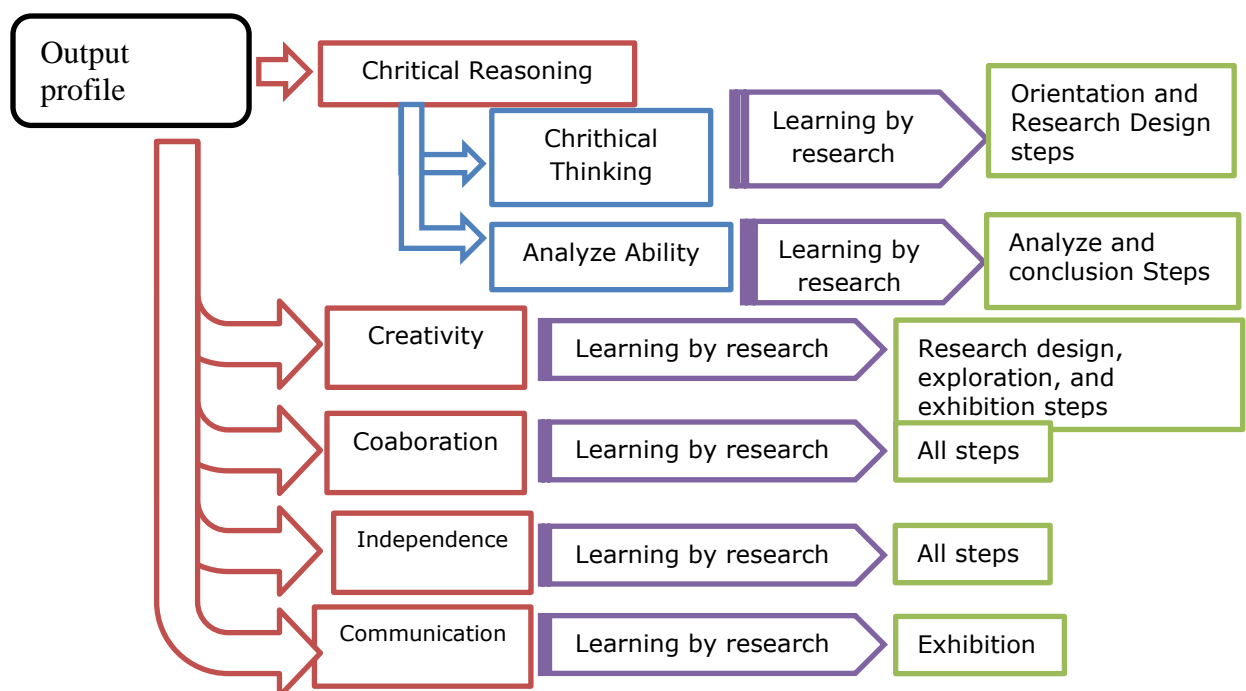 Output
profile
Chritical Reasoning
Chrithical
Thinking
Learning by
research
Orientation and
Research Design
steps
Analyze Ability
Learning by
research
Analyze and
conclusion Steps
Creativity
Learning by research
Research design,
exploration, and
exhibition steps
Coaboration
Learning by research
All steps
Independence
Learning by research
All steps
Communication
Learning by research
Exhibition